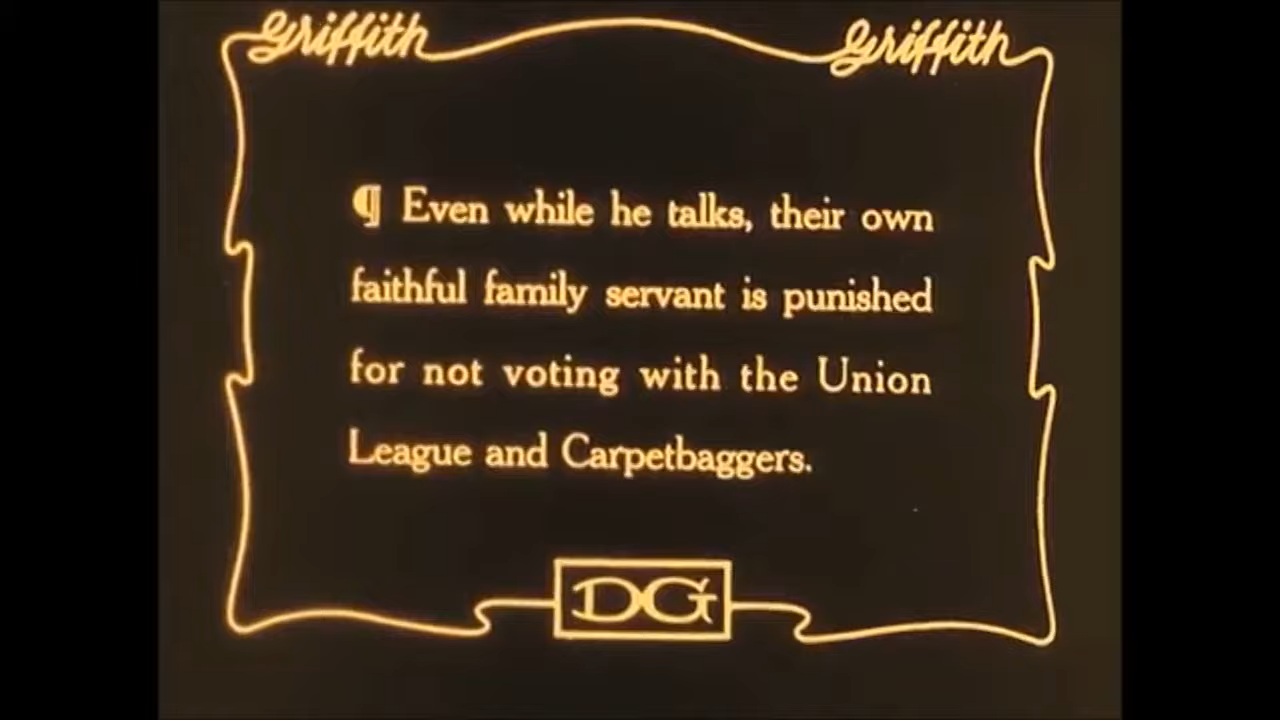 Griffith Griffith
¶ Even while he talks, their own
faithful family servant is punished
for not voting with the Union
League and Carpetbaggers.
DG